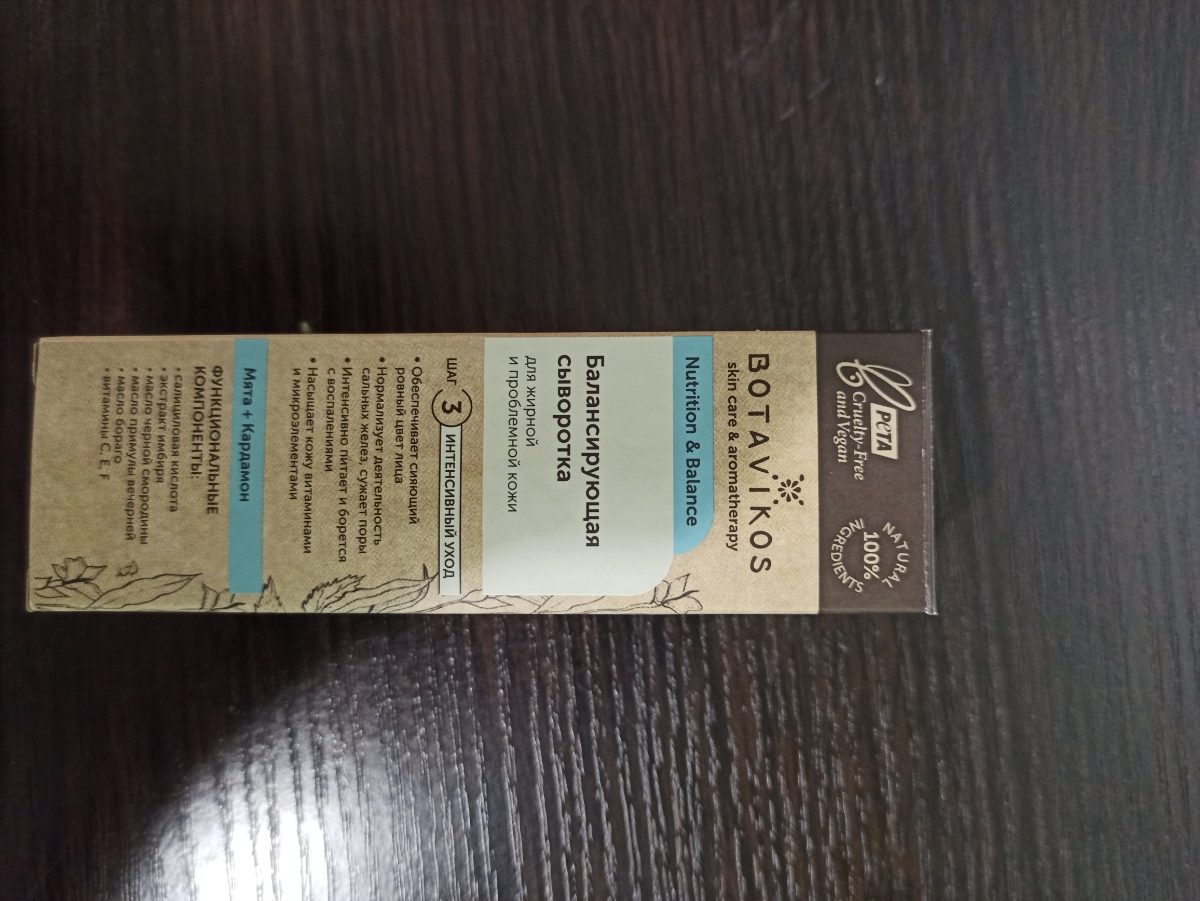 PETA
Cruelty-Free
and Vegan
NATURAL
100%
INGREDIENTS
BOTAVIKOS
skin care & aromatherapy
Nutrition & Balance
Балансирующая
сыворотка
для жирной
и проблемной кожи
ШАГ 3 ИНТЕНСИВНЫЙ УХОД
• Обеспечивает сияющий
ровный цвет лица
• Нормализует деятельность
сальных желез, сужает поры
• Интенсивно питает и борется
с воспалениями
• Насыщает кожу витаминами
и микроэлементами
Мята + Кардамон
ФУНКЦИОНАЛЬНЫЕ
КОМПОНЕНТЫ:
• салициловая кислота
• экстракт имбиря
• масло черной смородины
• масло примулы вечерней
• масло бораго
• витамины C, E, F